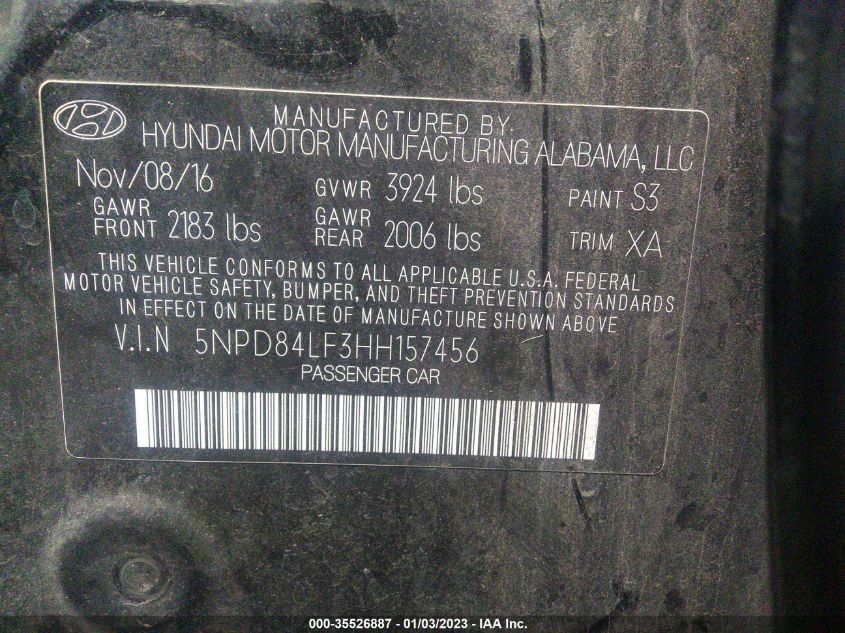 MANUFACTURED BY.
HYUNDAI MOTOR MANUFACTURING ALABAMA, LLC
Nov/08/16 GVWR 3924 lbs PAINT S3
GAWR FRONT 2183 lbs GAWR REAR 2006 lbs TRIM XA
THIS VEHICLE CONFORMS TO ALL APPLICABLE U.S.A. FEDERAL
MOTOR VEHICLE SAFETY, BUMPER, AND THEFT PREVENTION STANDARDS
IN EFFECT ON THE DATE OF MANUFACTURE SHOWN ABOVE.
V.I.N 5NPD84LF3HH157456
PASSENGER CAR
000-35526887 - 01/03/2023 - IAA Inc.